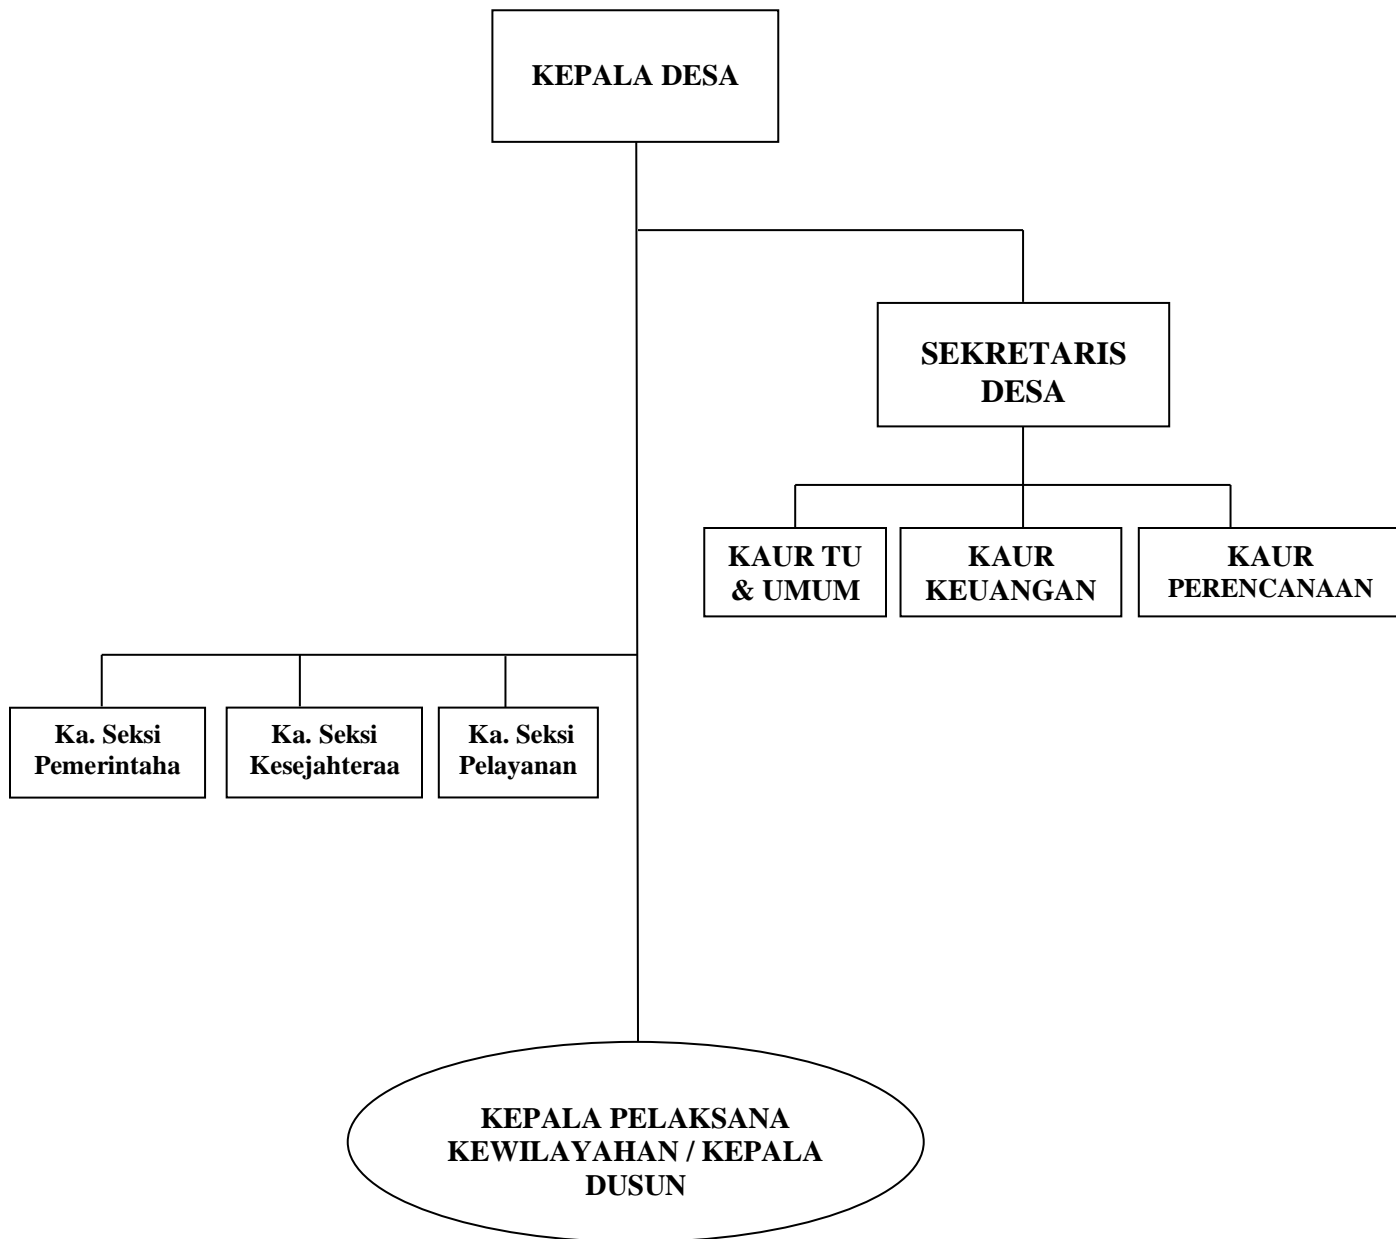 KEPALA DESA
SEKRETARIS
DESA
KAUR TU
& UMUM
KAUR
KEUANGAN
KAUR
PERENCANAAN
Ka. Seksi
Pemerintaha
Ka. Seksi
Kesejahteraa
Ka. Seksi
Pelayanan
KEPALA PELAKSANA
KEWILAYAHAN / KEPALA
DUSUN